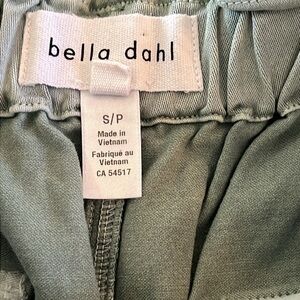 bella dahl
S/P
Made in
Vietnam
Fabriqué au
Vietnam
CA 54517